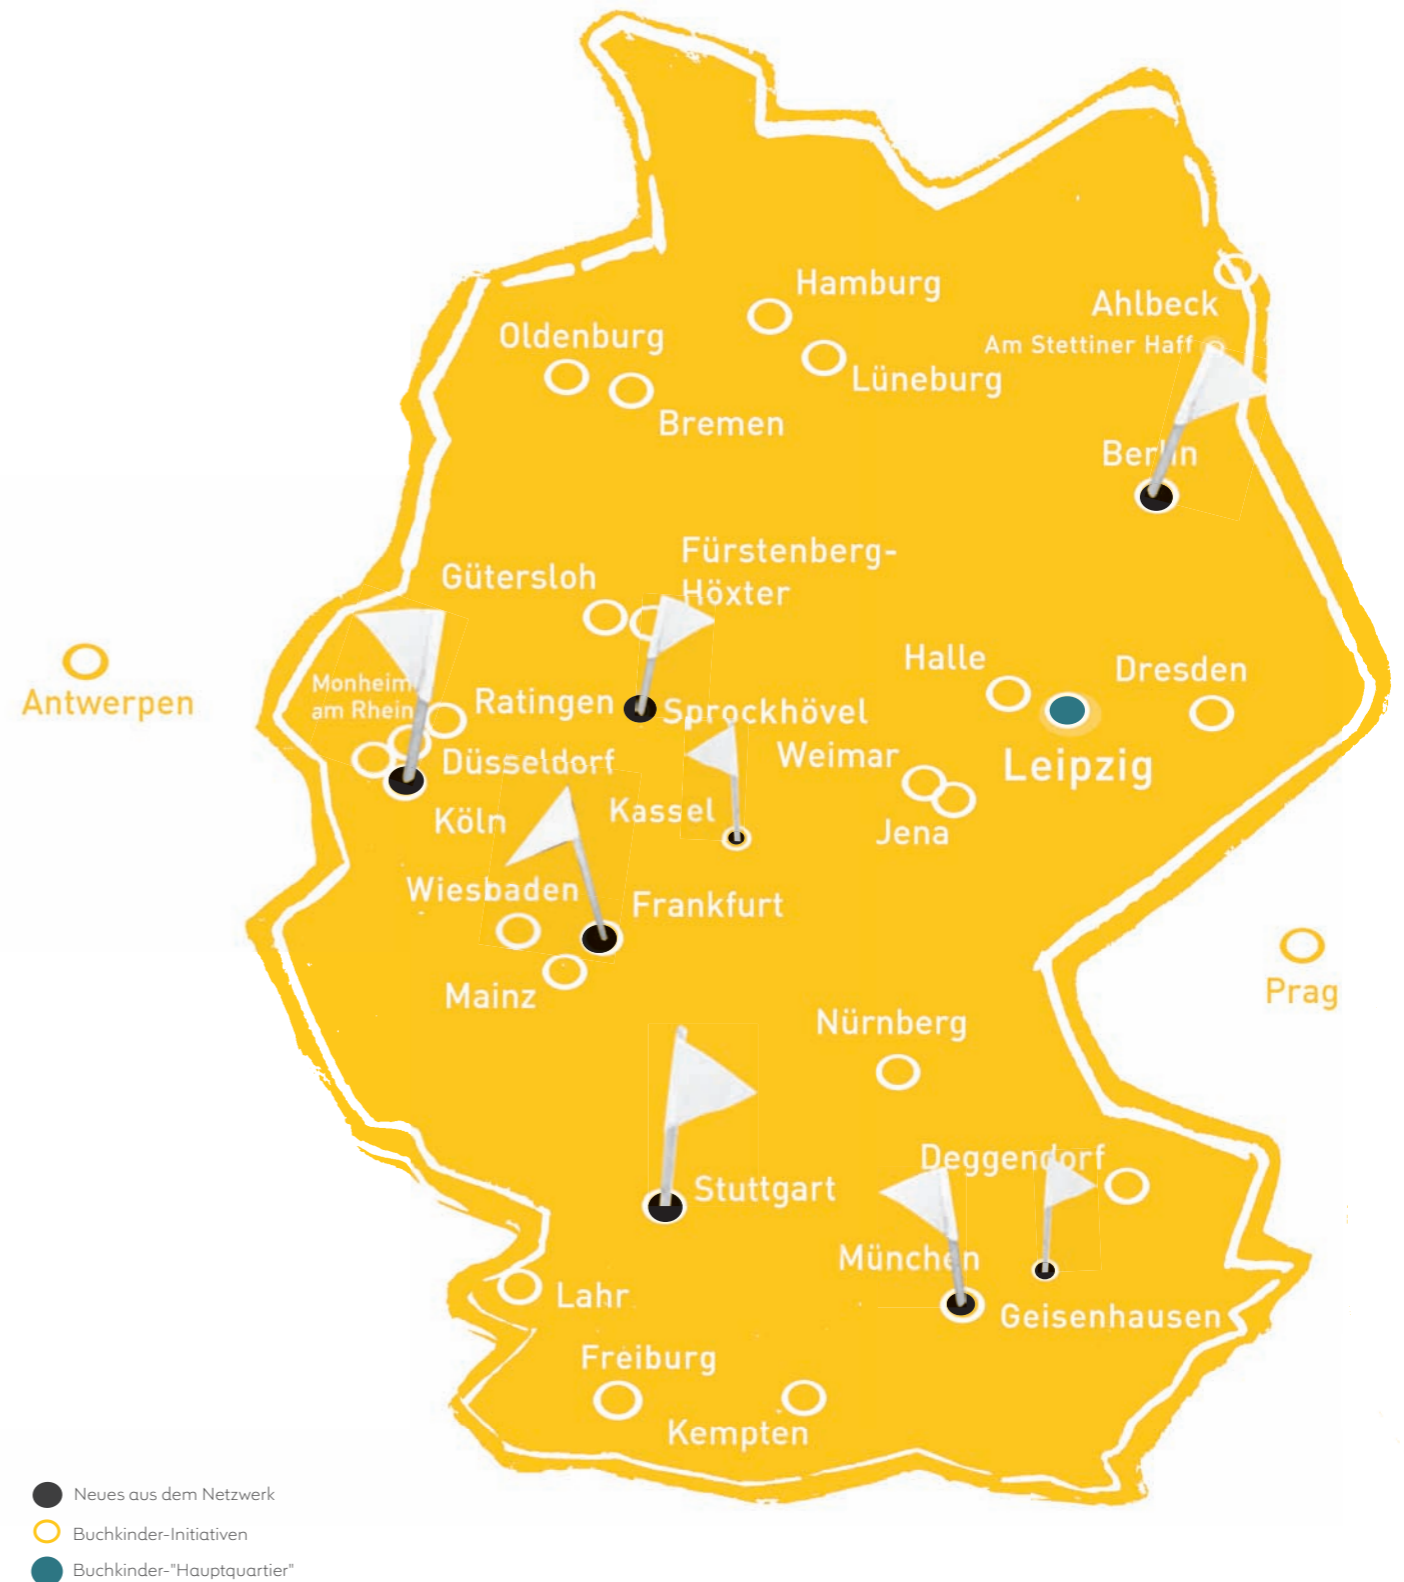 Hamburg
Ahlbeck
Oldenburg
Am Stettiner Haff
Lüneburg
Bremen
Berlin
Fürstenberg-
Höxter
Gütersloh
Halle
Dresden
Monheim
am Rhein
Antwerpen
Ratingen
Sprockhövel
Weimar
Düsseldorf
Leipzig
Kassel
Köln
Jena
Wiesbaden
Frankfurt
Mainz
Prag
Nürnberg
Deggendorf
Stuttgart
München
Lahr
Geisenhausen
Freiburg
Kempten
Neues aus dem Netzwerk
Buchkinder-Initiativen
Buchkinder-"Hauptquartier"